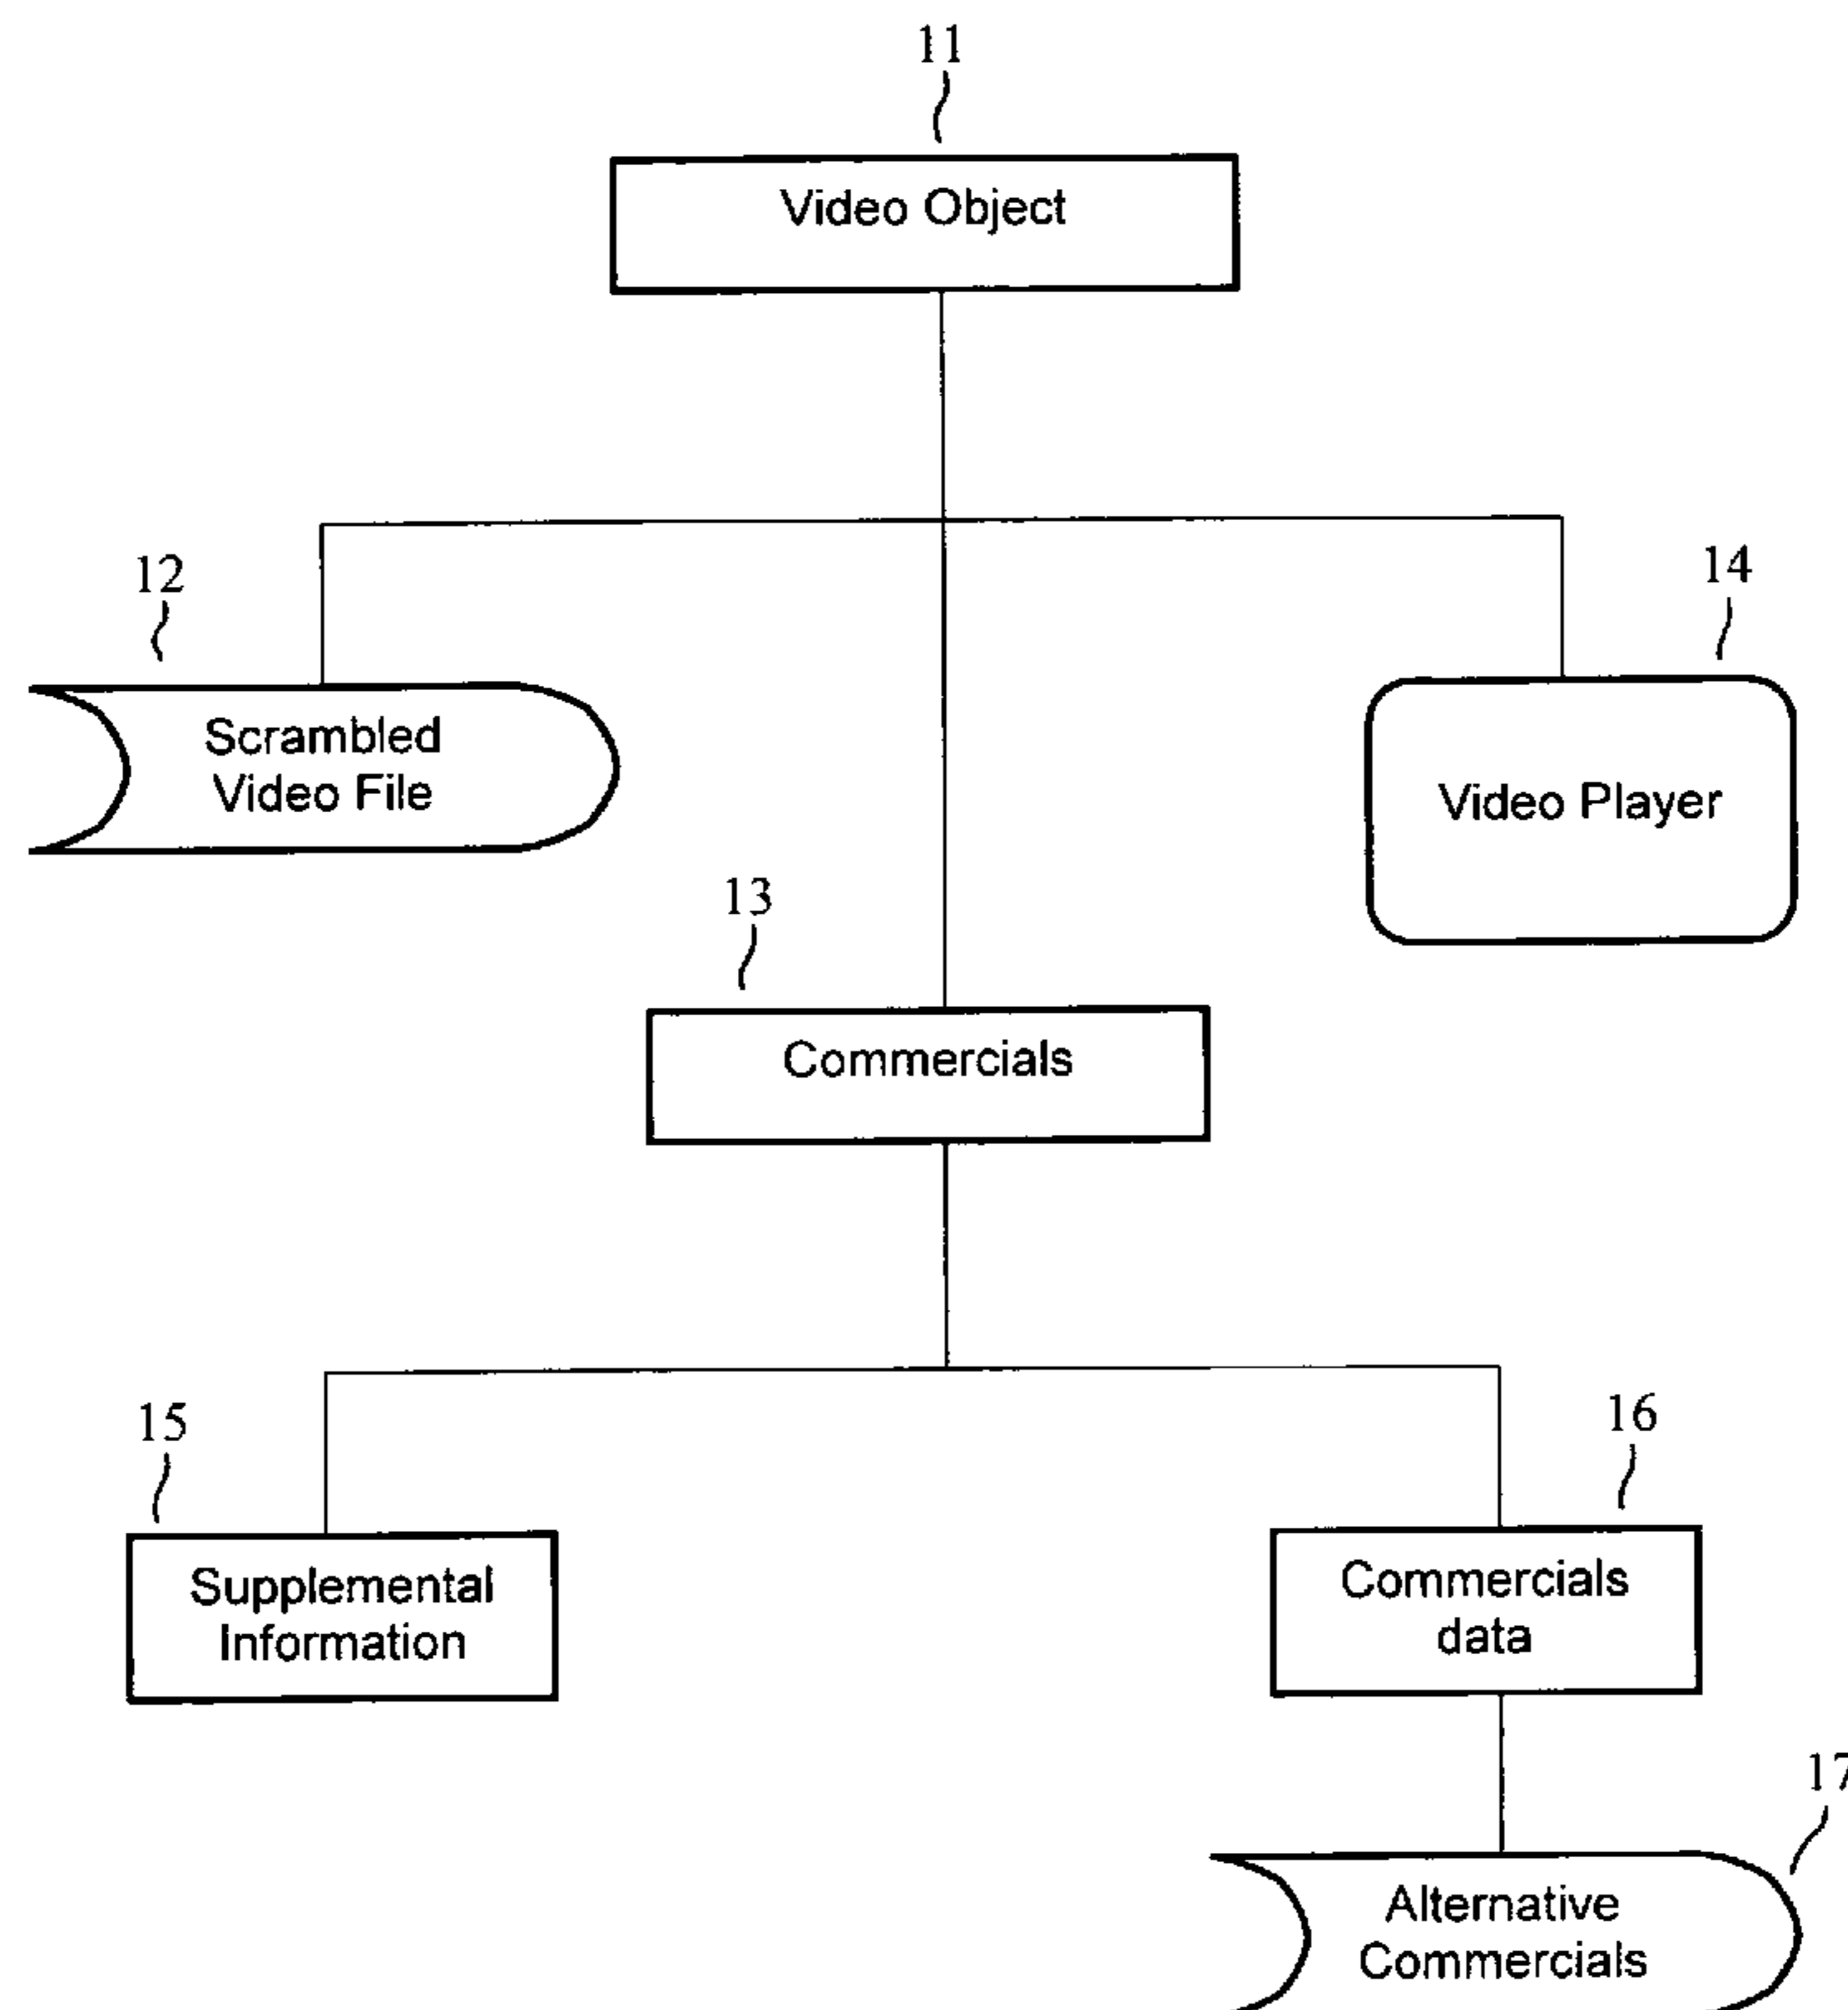 11
Video Object
12
14
Scrambled
Video File
Video Player
13
Commercials
15
16
Supplemental
Information
Commercials
data
17
Alternative
Commercials